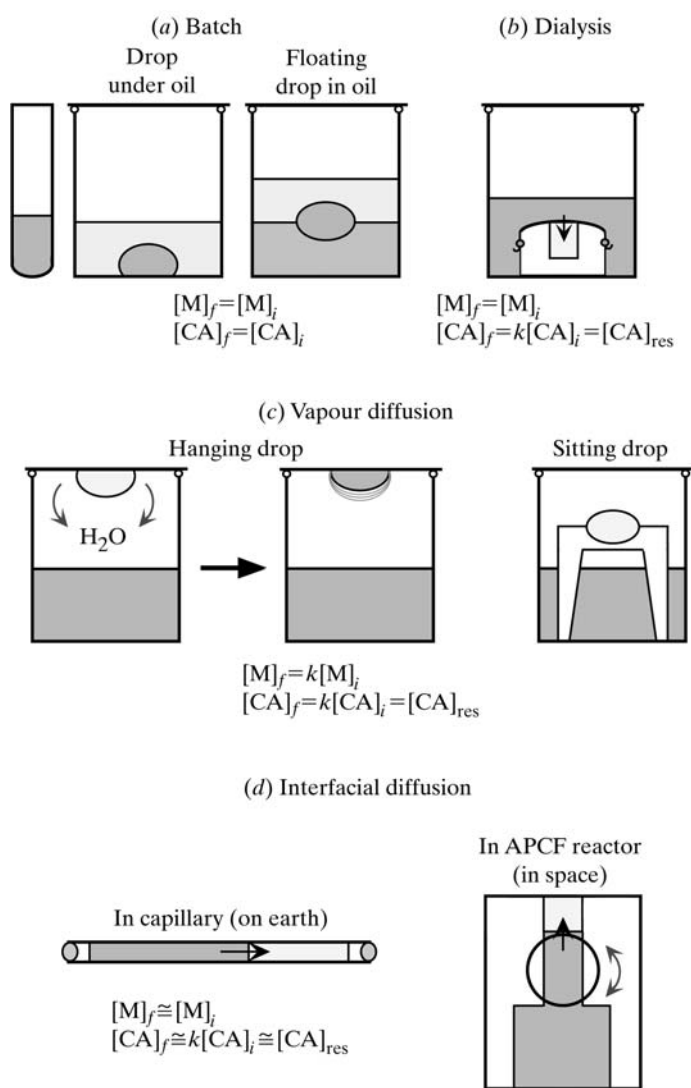 (a) Batch
(b) Dialysis
Drop
under oil
Floating
drop in oil
[M]f=[M]i
[CA]f=[CA]i
[M]f=[M]i
[CA]f=k[CA]i=[CA]res
(c) Vapour diffusion
Hanging drop
Sitting drop
H2O
[M]f=k[M]i
[CA]f=k[CA]i=[CA]res
(d) Interfacial diffusion
In APCF reactor
(in space)
In capillary (on earth)
[M]f≅[M]i
[CA]f≅k[CA]i≅[CA]res